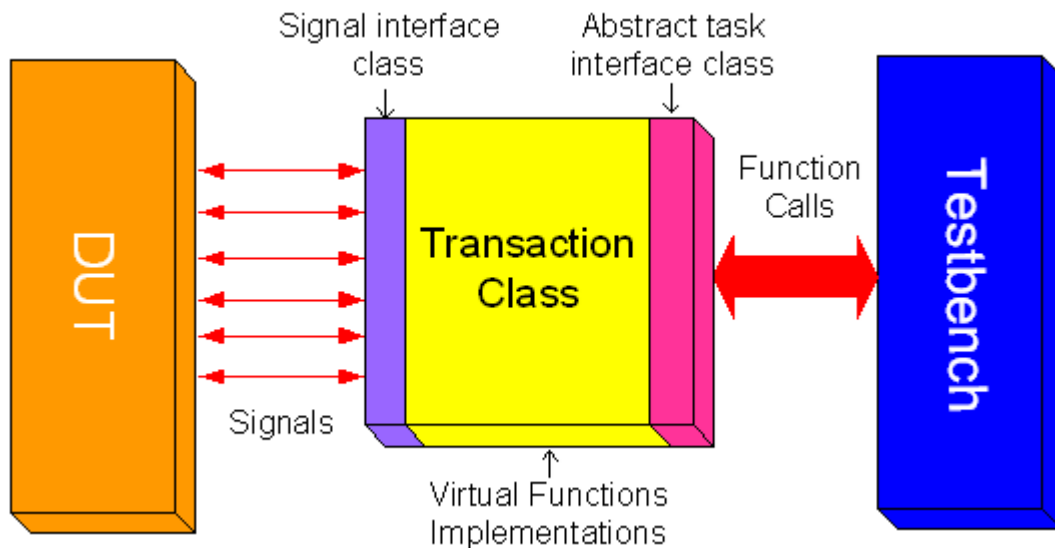 Signal interface
class
Abstract task
interface class
DUT
Signals
Transaction
Class
Function
Calls
Testbench
Virtual Functions
Implementations